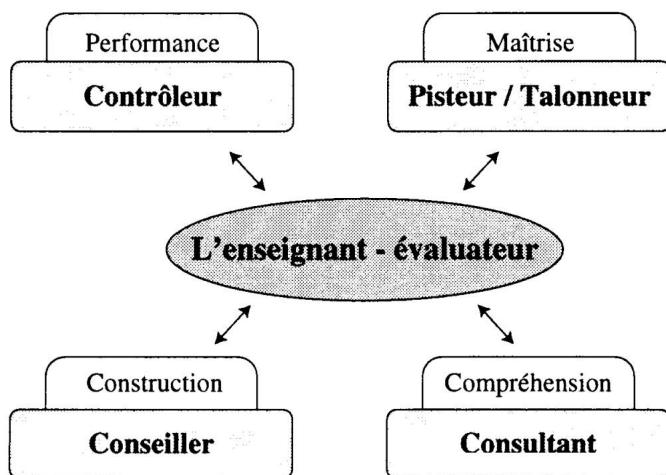 Performance
Contrôleur
Maîtrise
Pisteur / Talonneur
L'enseignant - évaluateur
Construction
Conseiller
Compréhension
Consultant